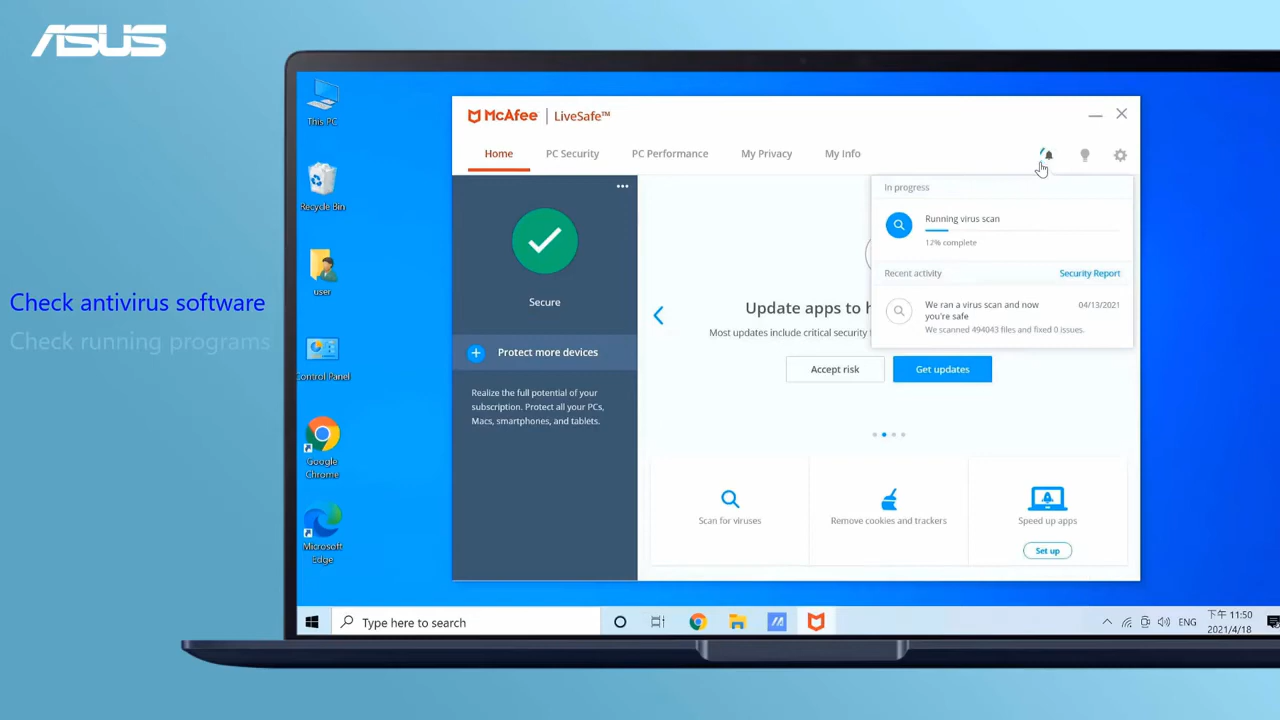 ASUS
Check antivirus software
Check running programs
This PC
Recycle Bin
user
Control Panel
Google
Chrome
Microsoft
Edge
McAfee | LiveSafe™
Home
PC Security
PC Performance
My Privacy
My Info
Secure
Protect more devices
Realize the full potential of your
subscription. Protect all your PCs,
Macs, smartphones, and tablets.
In progress
Running virus scan
12% complete
Recent activity
Security Report
We ran a virus scan and now
you're safe
04/13/2021
We scanned 494043 files and fixed 0 issues.
Update apps to h
Most updates include critical security
Accept risk
Get updates
Scan for viruses
Remove cookies and trackers
Speed up apps
Set up
Type here to search
ENG
下午 11:50
2021/4/18